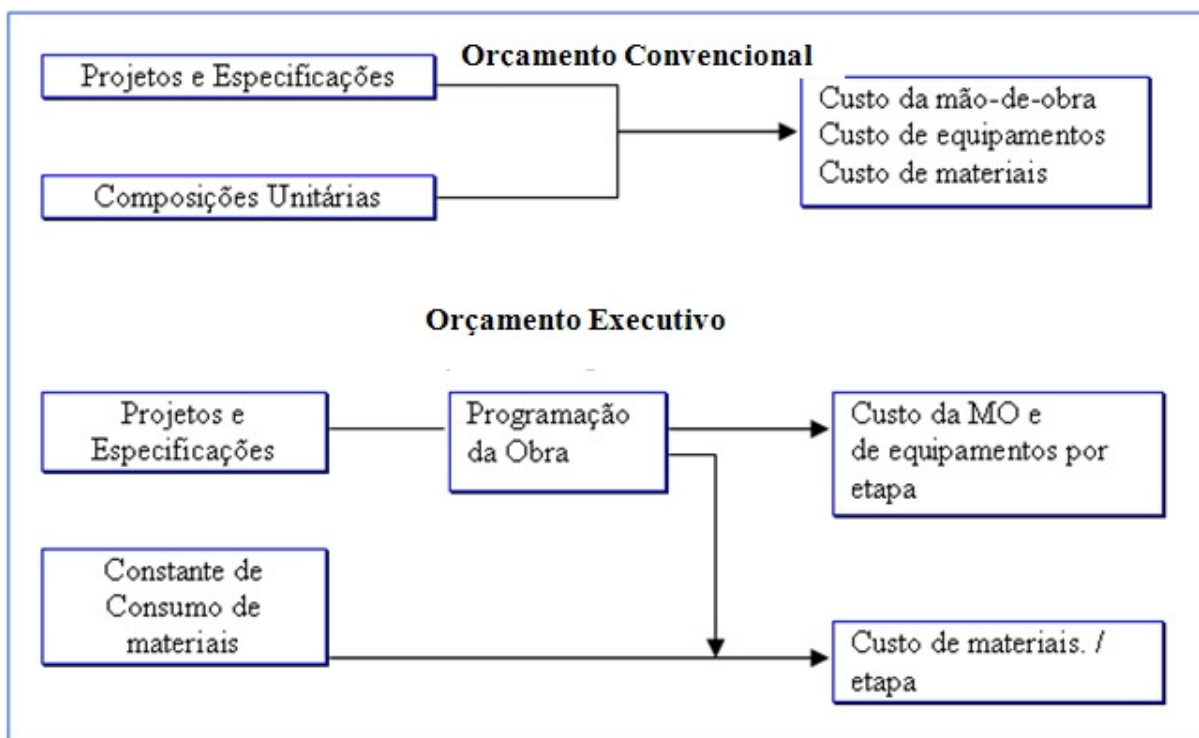 Orçamento Convencional
Projetos e Especificações
Composições Unitárias
Custo da mão-de-obra
Custo de equipamentos
Custo de materiais
Orçamento Executivo
Projetos e
Especificações
Programação
da Obra
Custo da MO e
de equipamentos por
etapa
Constante de
Consumo de
materiais
Custo de materiais. /
etapa